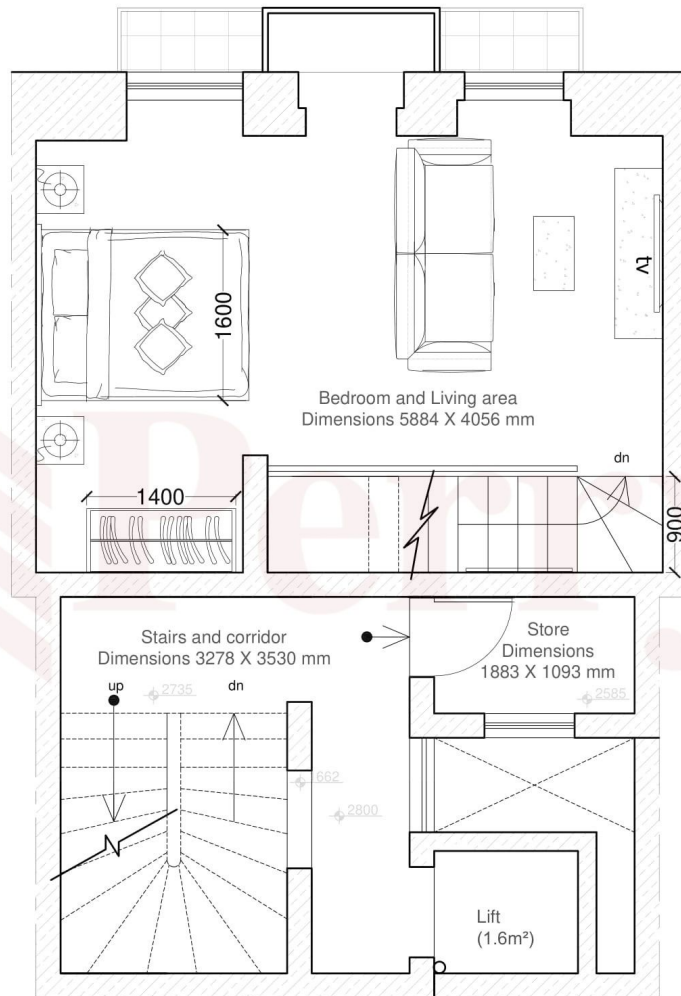 tv
1600
Bedroom and Living area
Dimensions 5884 X 4056 mm
dn
1400
900
Stairs and corridor
Dimensions 3278 X 3530 mm
Store
Dimensions
1883 X 1093 mm
up
2735
dn
2585
2800
Lift
(1.6m²)
Perry